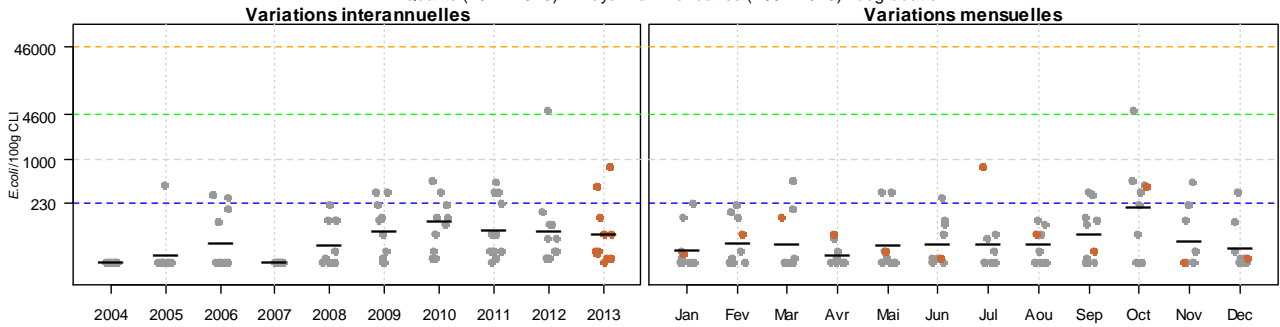 Variations interannuelles
Variations mensuelles
E.coli/100g CLI
46000
4600
1000
230
2004 2005 2006 2007 2008 2009 2010 2011 2012 2013
Jan Fev Mar Avr Mai Jun Jul Aou Sep Oct Nov Dec